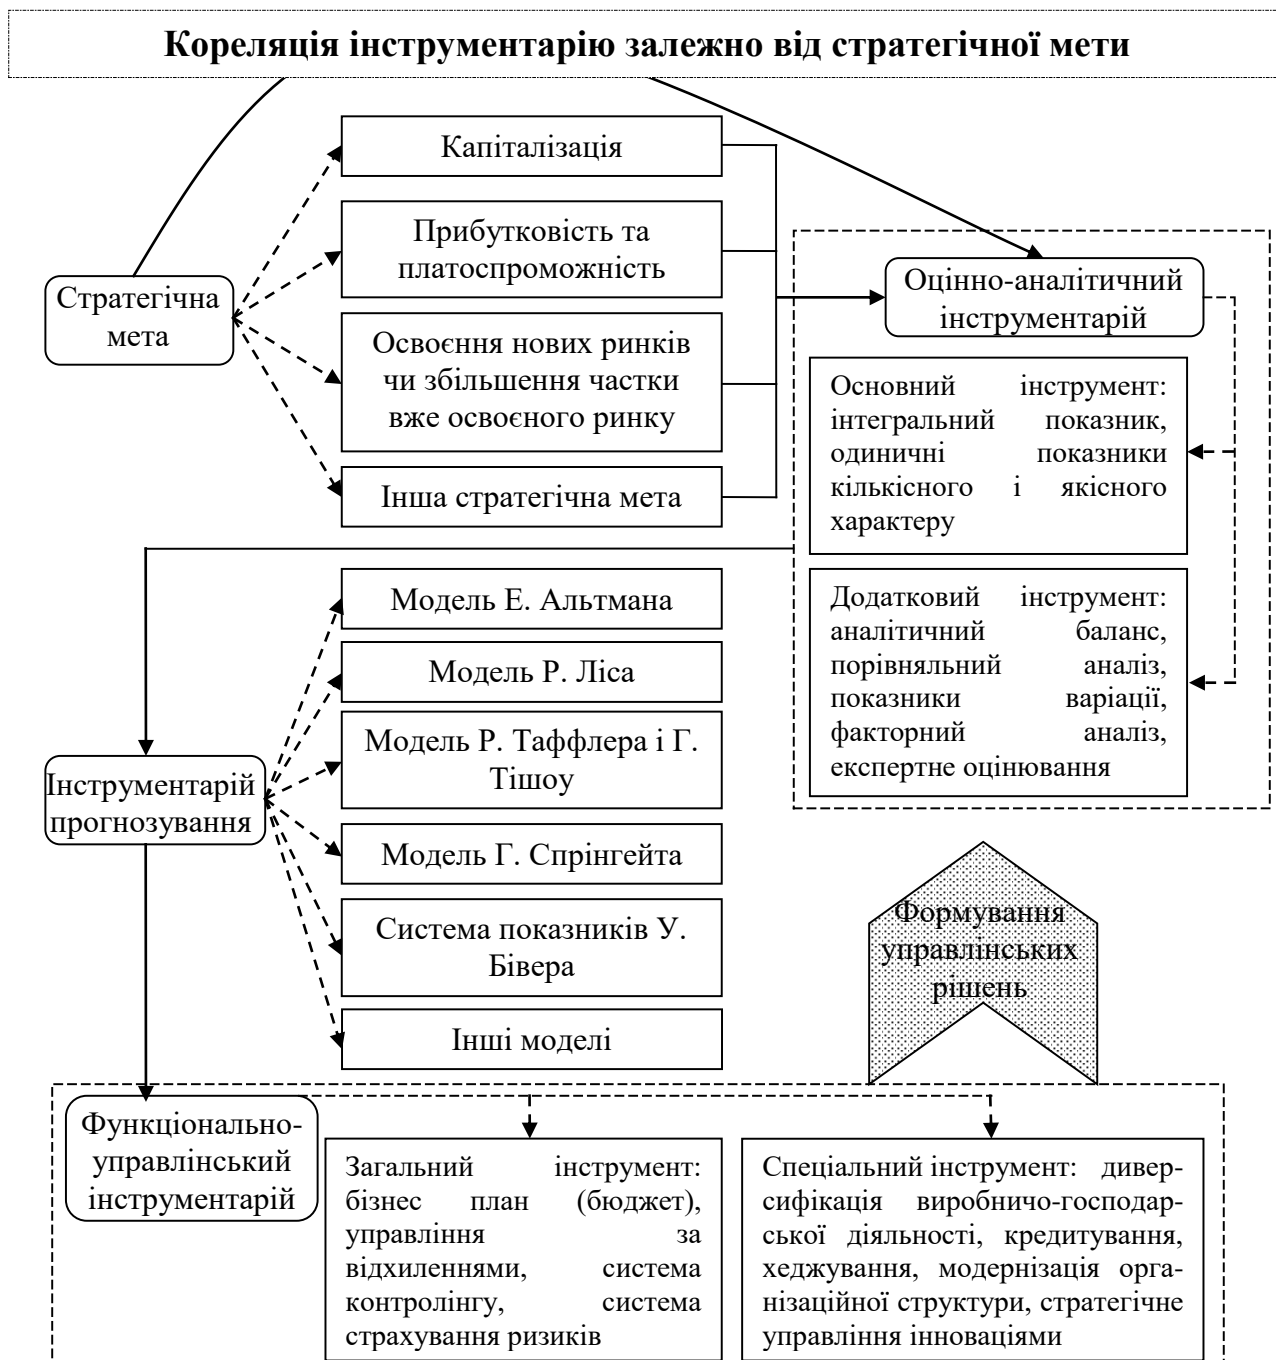 Кореляція інструментарію залежно від стратегічної мети
Капіталізація
Прибутковість та
платоспроможність
Стратегічна
мета
Освоєння нових ринків
чи збільшення частки
вже освоєного ринку
Інша стратегічна мета
Оцінно-аналітичний
інструментарій
Основний інструмент:
інтегральний показник,
одиничні показники
кількісного і якісного
характеру
Додатковий інструмент:
аналітичний баланс,
порівняльний аналіз,
показники варіації,
факторний аналіз,
експертне оцінювання
Модель Е. Альтмана
Модель Р. Ліса
Модель Р. Таффлера і Г.
Тішоу
Інструментарій
прогнозування
Модель Г. Спрінгейта
Система показників У.
Бівера
Інші моделі
Формування
управлінських
рішень
Функціонально-
управлінський
інструментарій
Загальний інструмент:
бізнес план (бюджет),
управління за
відхиленнями, система
контролінгу, система
страхування ризиків
Спеціальний інструмент: дивер-
сифікація виробничо-господар-
ської діяльності, кредитування,
хеджування, модернізація орга-
нізаційної структури, стратегічне
управління інноваціями